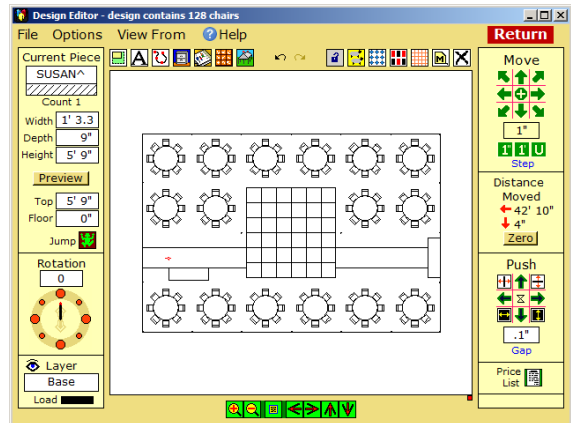 Design Editor - design contains 128 chairs
File Options View From Help Return
Current Piece
SUSAN^
Count 1
Width 1' 3.3
Depth 9"
Height 5' 9"
Preview
Top 5' 9"
Floor 0"
Jump
Rotation
0
Layer
Base
Load
Move
1"
1' 1" U
Step
Distance
Moved
42' 10"
4"
Zero
Push
.1"
Gap
Price
List